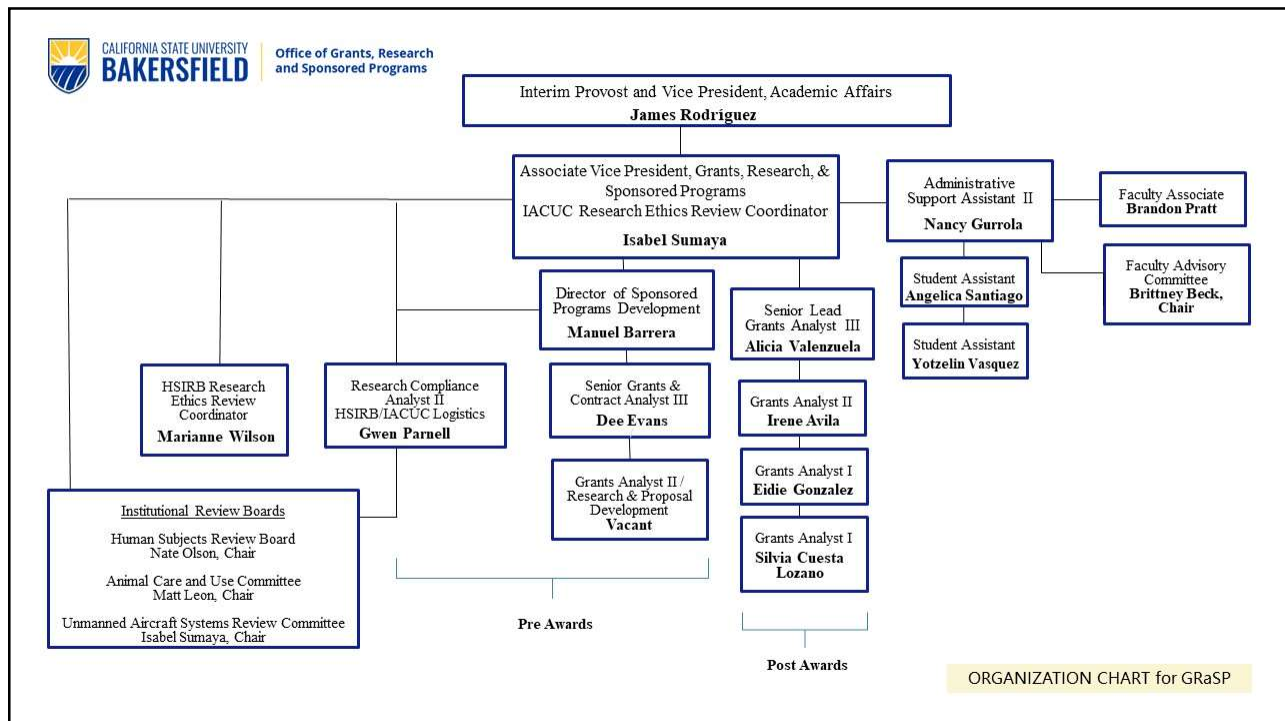 CALIFORNIA STATE UNIVERSITY
BAKERSFIELD
Office of Grants, Research
and Sponsored Programs
Interim Provost and Vice President, Academic Affairs
James Rodríguez
Associate Vice President, Grants, Research, &
Sponsored Programs
IACUC Research Ethics Review Coordinator
Isabel Sumaya
Administrative
Support Assistant II
Nancy Gurrola
Faculty Associate
Brandon Pratt
Faculty Advisory
Committee
Brittney Beck,
Chair
Student Assistant
Angelica Santiago
Student Assistant
Yotzelin Vasquez
Director of Sponsored
Programs Development
Manuel Barrera
Senior Lead
Grants Analyst III
Alicia Valenzuela
HSIRB Research
Ethics Review
Coordinator
Marianne Wilson
Research Compliance
Analyst II
HSIRB/IACUC Logistics
Gwen Parnell
Senior Grants &
Contract Analyst III
Dee Evans
Grants Analyst II
Irene Avila
Grants Analyst II /
Research & Proposal
Development
Vacant
Grants Analyst I
Eidie Gonzalez
Grants Analyst I
Silvia Cuesta
Lozano
Institutional Review Boards
Human Subjects Review Board
Nate Olson, Chair
Animal Care and Use Committee
Matt Leon, Chair
Unmanned Aircraft Systems Review Committee
Isabel Sumaya, Chair
Pre Awards
Post Awards
ORGANIZATION CHART for GRaSP